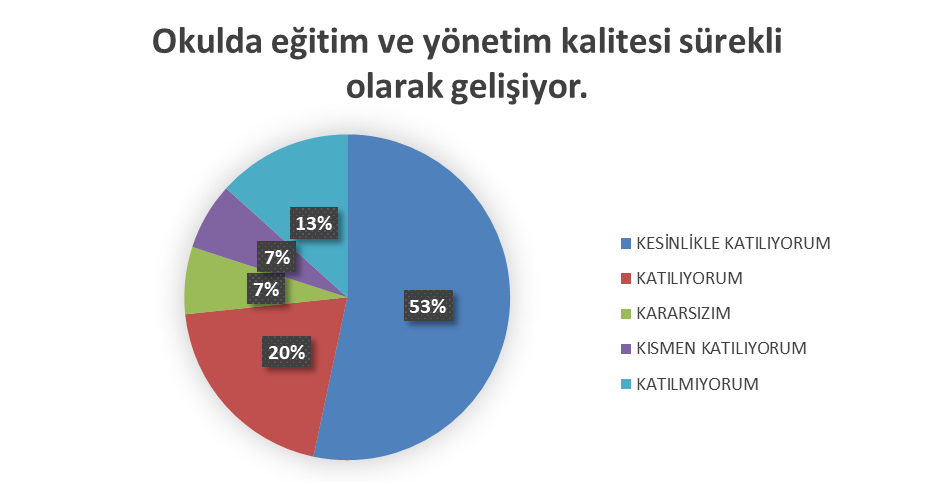 Okulda eğitim ve yönetim kalitesi sürekli
olarak gelişiyor.
13%
7%
7%
53%
20%
KESİNLİKLE KATILIYORUM
KATILIYORUM
KARARSIZIM
KISMEN KATILIYORUM
KATILMIYORUM